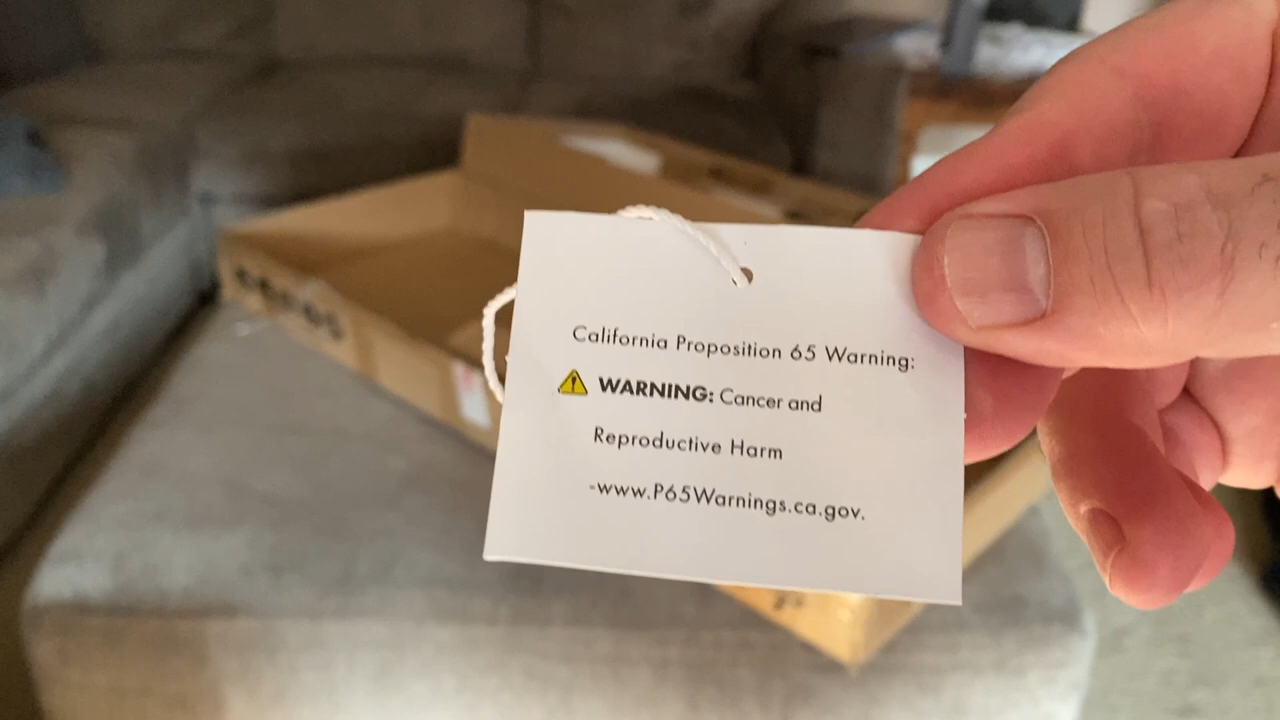 California Proposition 65 Warning:
WARNING: Cancer and
Reproductive Harm
-www.P65Warnings.ca.gov.